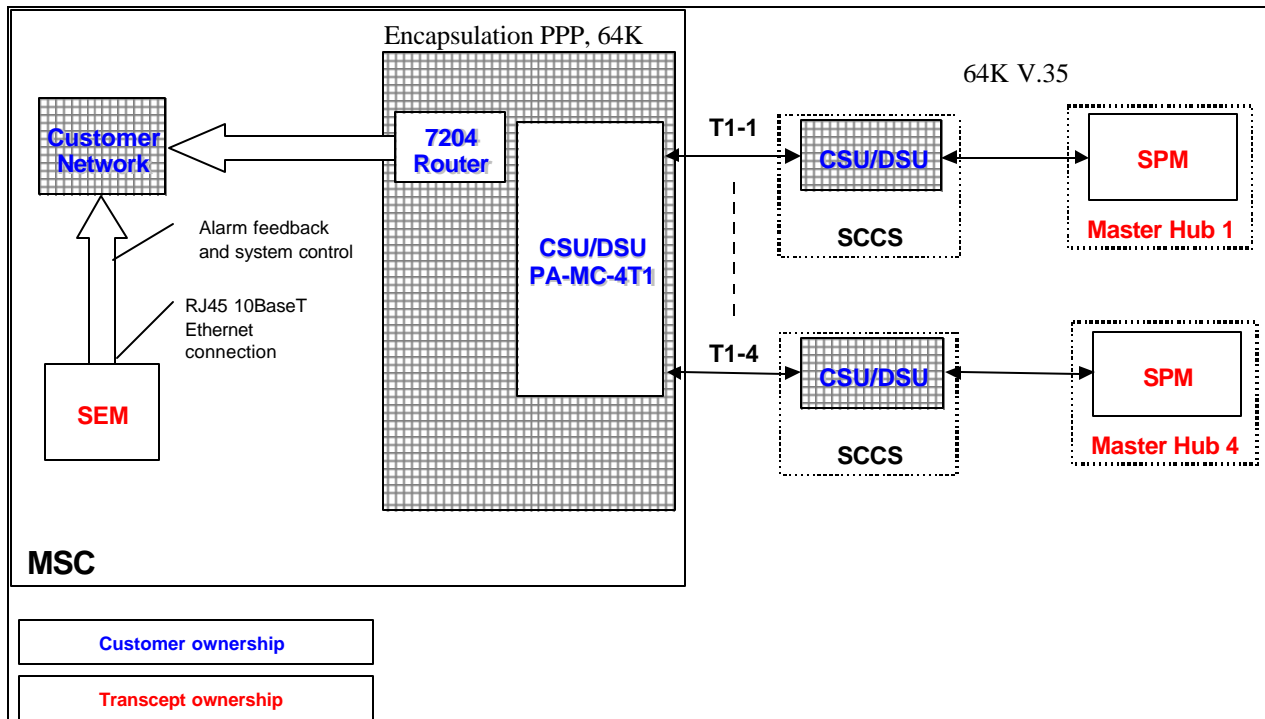 Encapsulation PPP, 64K
64K V.35
Customer
Network
7204
Router
T1-1
CSU/DSU
SPM
Alarm feedback
and system control
CSU/DSU
PA-MC-4T1
SCCS
Master Hub 1
RJ45 10BaseT
Ethernet
connection
T1-4
CSU/DSU
SPM
SEM
SCCS
Master Hub 4
MSC
Customer ownership
Transcept ownership